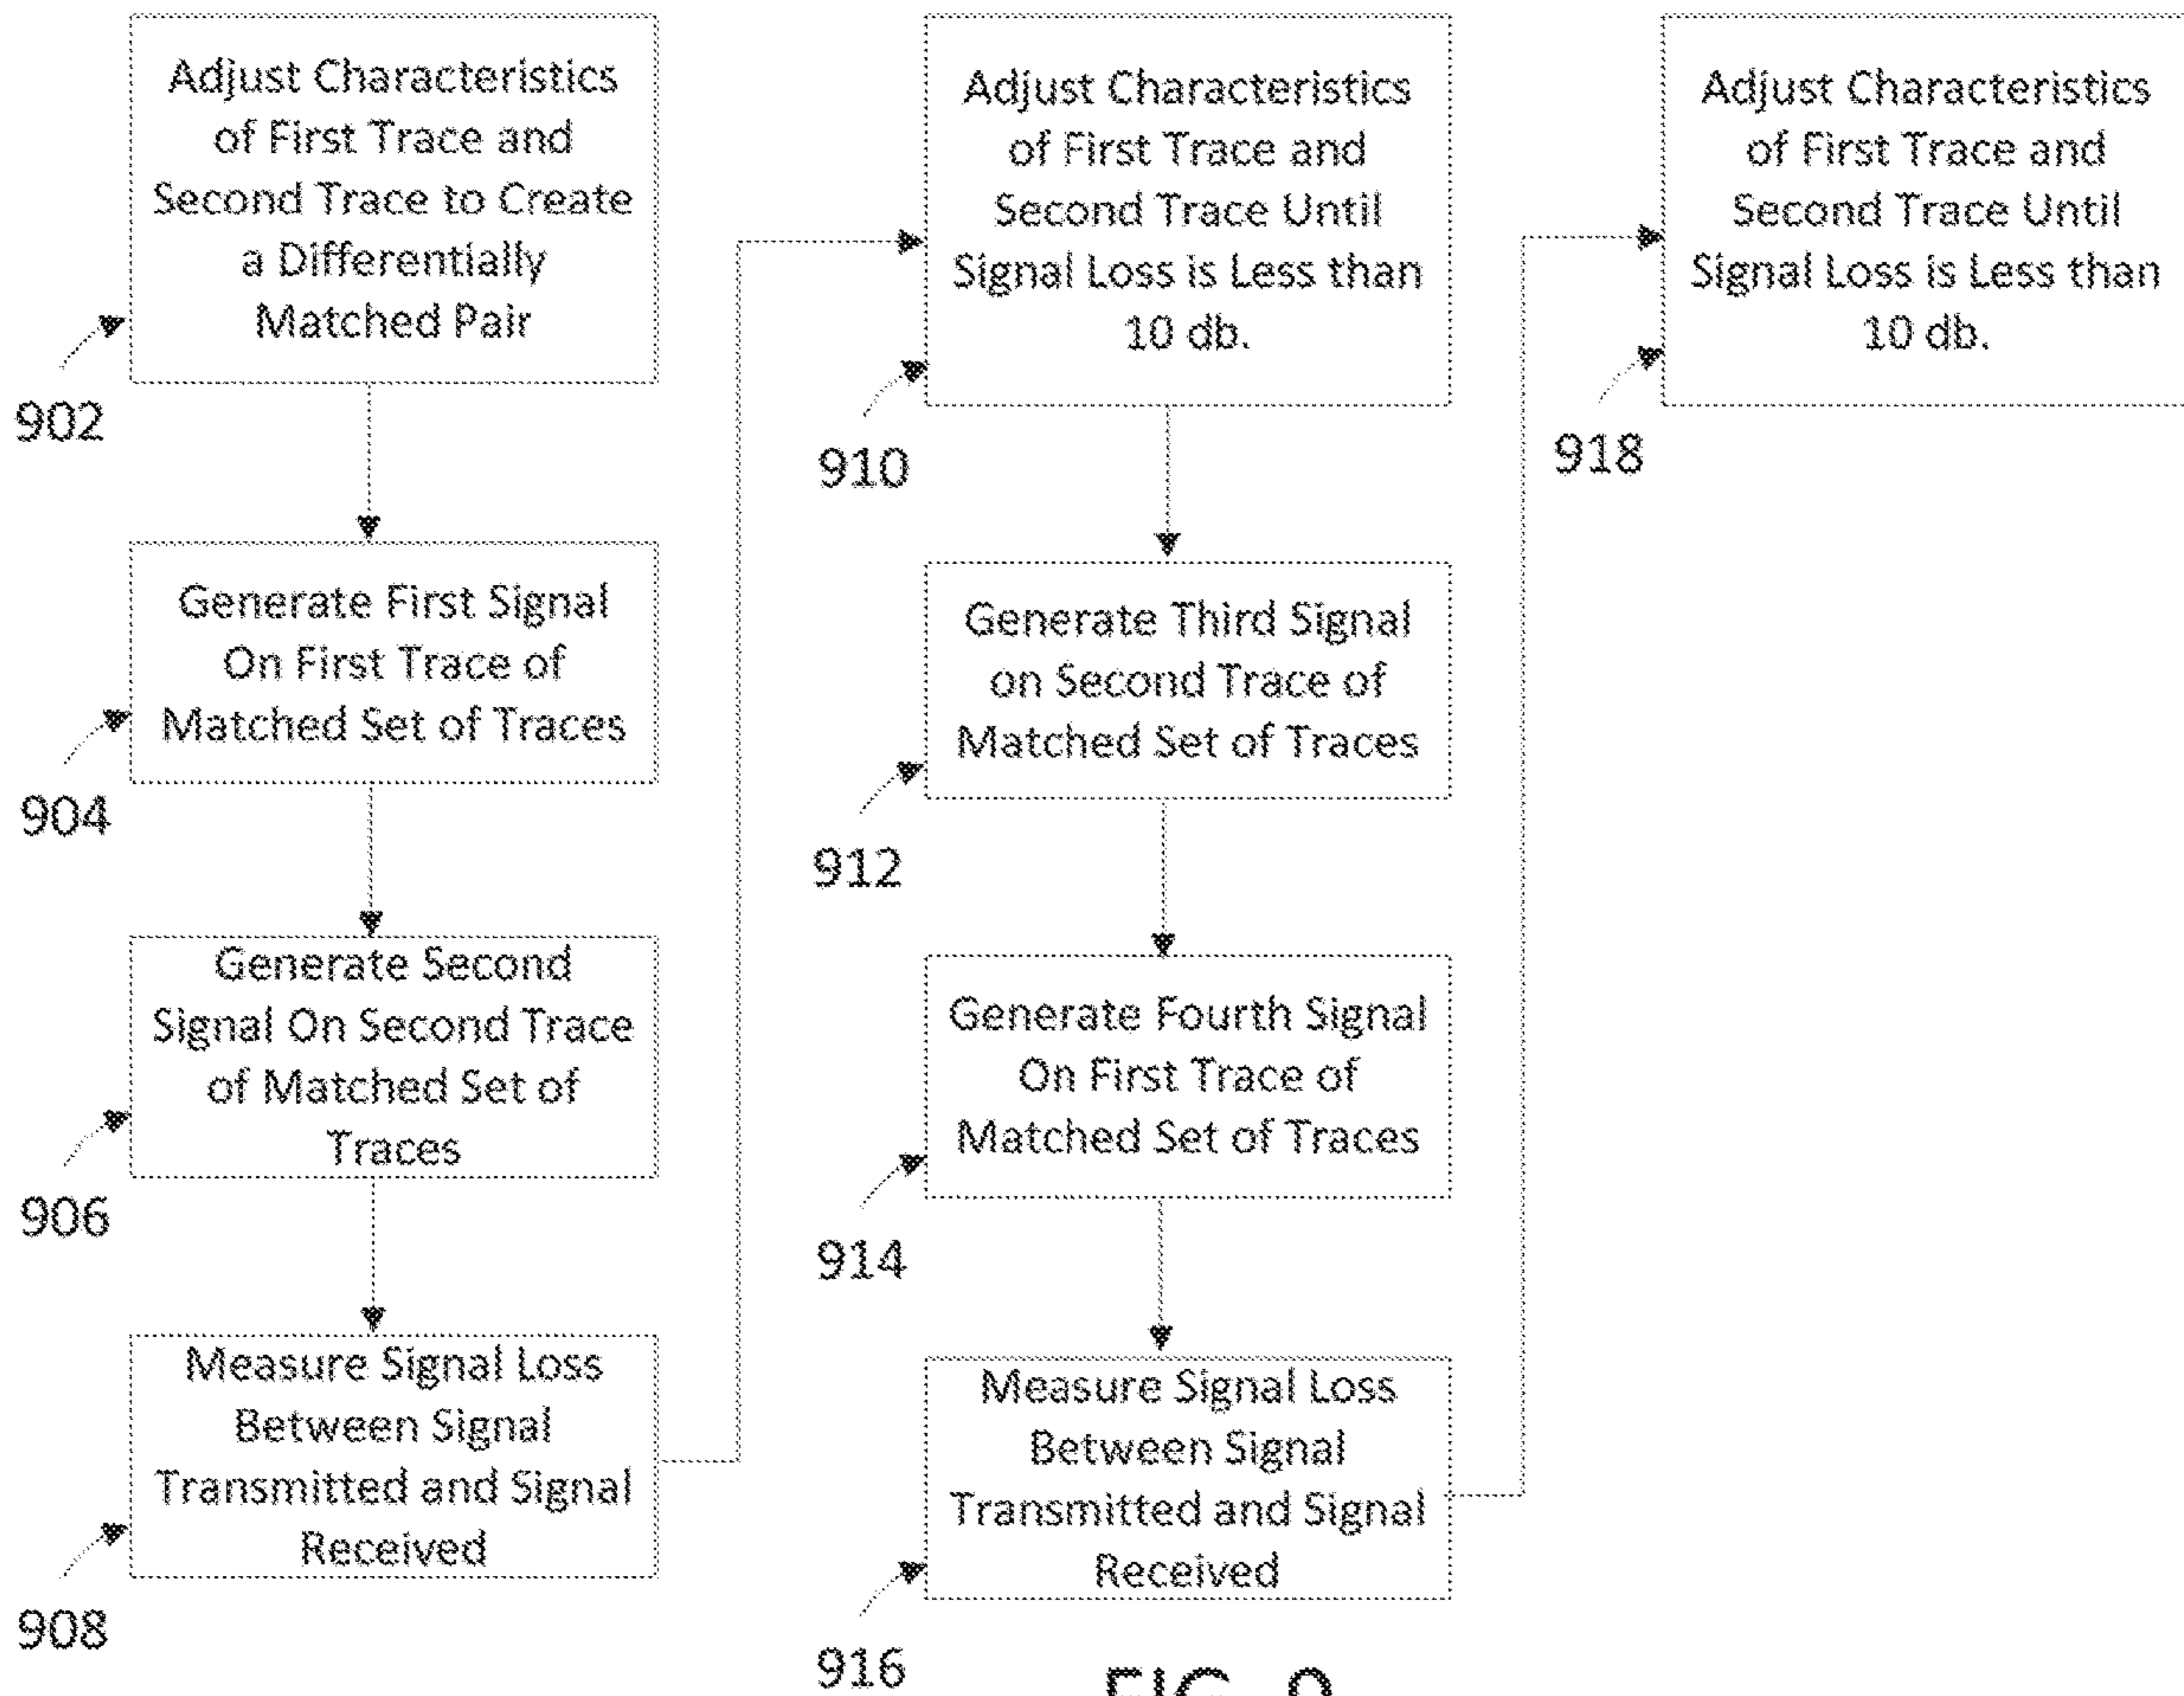 Adjust Characteristics
of First Trace and
Second Trace to Create
a Differentially
Matched Pair
902
Generate First Signal
On First Trace of
Matched Set of Traces
904
Generate Second
Signal On Second Trace
of Matched Set of
Traces
906
Measure Signal Loss
Between Signal
Transmitted and Signal
Received
908
Adjust Characteristics
of First Trace and
Second Trace Until
Signal Loss is Less than
10 db.
910
Generate Third Signal
on Second Trace of
Matched Set of Traces
912
Generate Fourth Signal
On First Trace of
Matched Set of Traces
914
Measure Signal Loss
Between Signal
Transmitted and Signal
Received
916
Adjust Characteristics
of First Trace and
Second Trace Until
Signal Loss is Less than
10 db.
918
FIG. 9